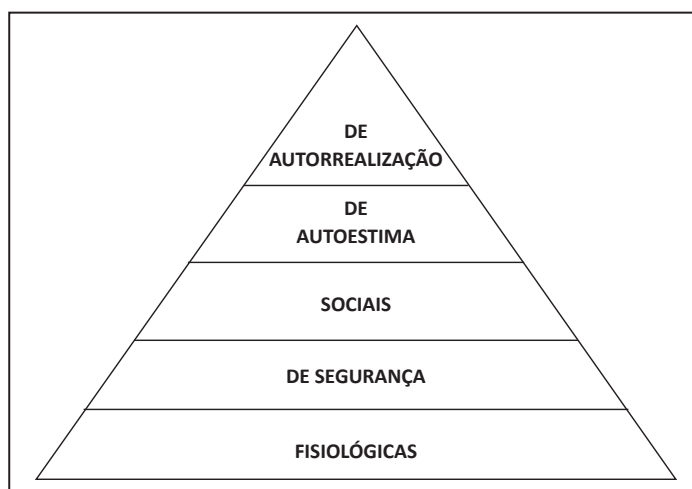 DE
AUTORREALIZAÇÃO
DE
AUTOESTIMA
SOCIAIS
DE SEGURANÇA
FISIOLÓGICAS